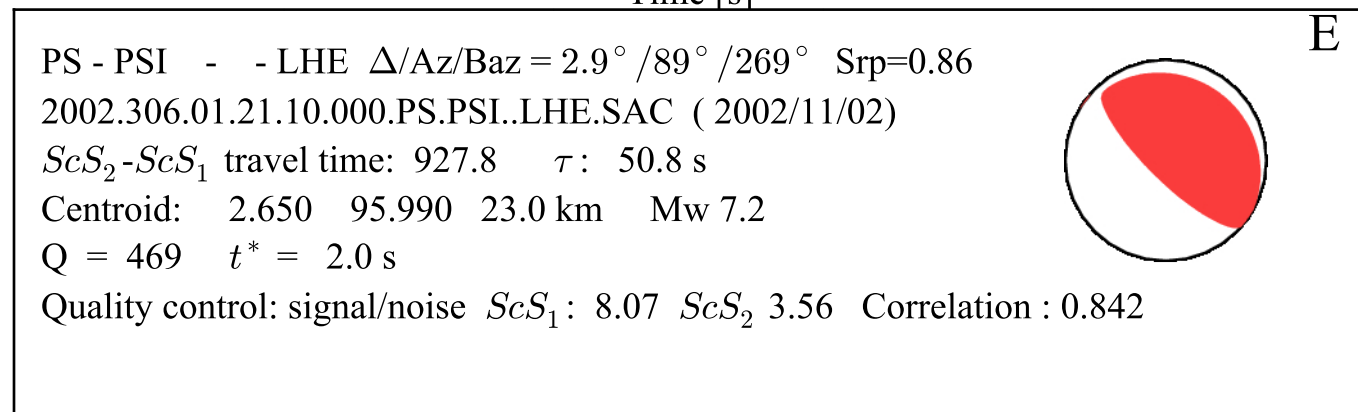 Time [s]
E
PS - PSI - - LHE Δ/Az/Baz = 2.9° /89° /269° Srp=0.86
2002.306.01.21.10.000.PS.PSI..LHE.SAC ( 2002/11/02)
ScS₂-ScS₁ travel time: 927.8 τ : 50.8 s
Centroid: 2.650 95.990 23.0 km Mw 7.2
Q = 469 t* = 2.0 s
Quality control: signal/noise ScS₁ : 8.07 ScS₂ 3.56 Correlation : 0.842